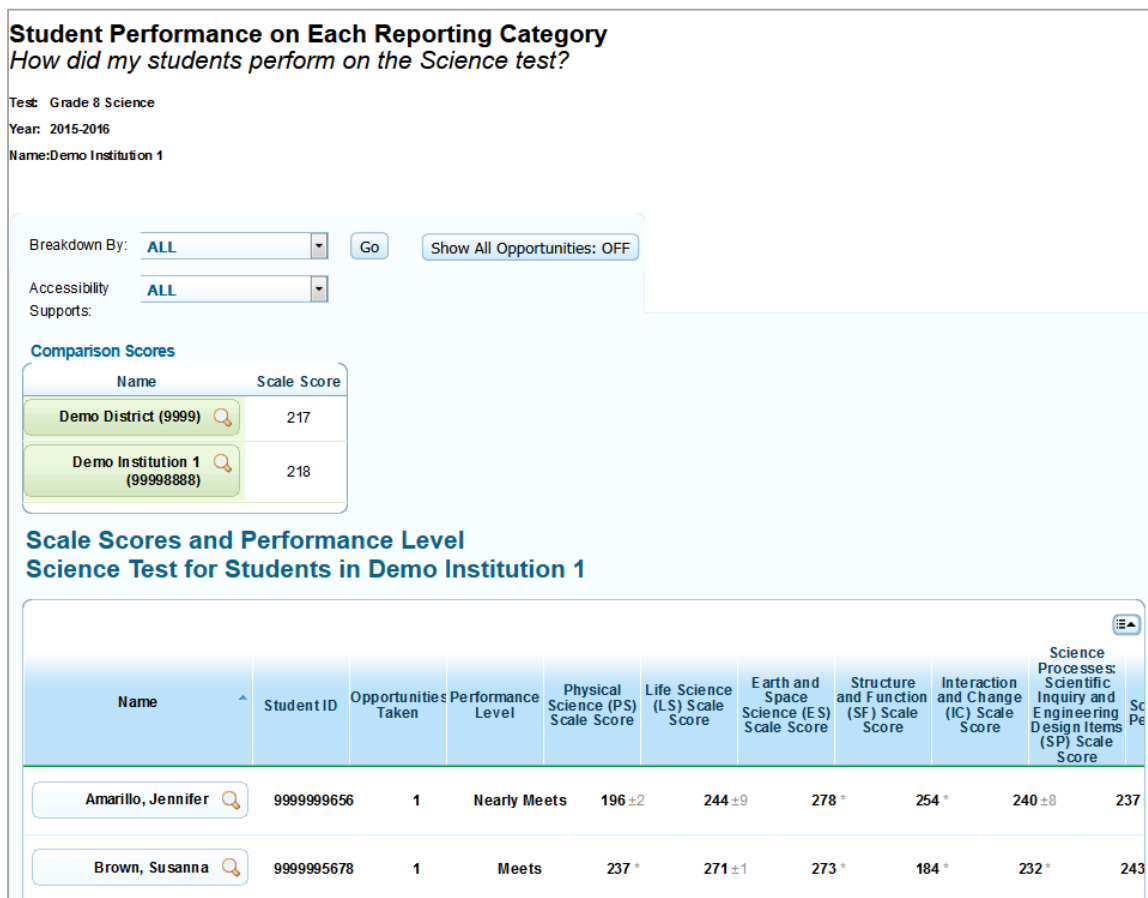 Student Performance on Each Reporting Category
How did my students perform on the Science test?
Test: Grade 8 Science
Year: 2015-2016
Name:Demo Institution 1
Breakdown By: ALL Go Show All Opportunities: OFF
Accessibility Supports: ALL
Comparison Scores
Name Scale Score
Demo District (9999) 217
Demo Institution 1 (99998888) 218
Scale Scores and Performance Level
Science Test for Students in Demo Institution 1
Name Student ID Opportunities Taken Performance Level Physical Science (PS) Scale Score Life Science (LS) Scale Score Earth and Space Science (ES) Scale Score Structure and Function (SF) Scale Score Interaction and Change (IC) Scale Score Science Processes: Scientific Inquiry and Engineering Design Items (SP) Scale Score
Amarillo, Jennifer 9999999656 1 Nearly Meets 196 ±2 244 ±9 278 * 254 * 240 ±8 237
Brown, Susanna 9999995678 1 Meets 237 * 271 ±1 273 * 184 * 232 * 243